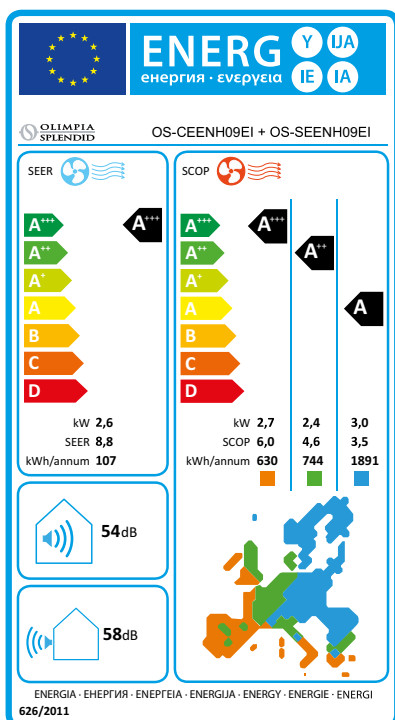 ENERG Y IJA
енергия · ενεργεια IE IA
OLIMPIA
SPLENDID
OS-CEENH09EI + OS-SEENH09EI
SEER
A+++ A+++
A++
A+
A
B
C
D
kW 2,6
SEER 8,8
kWh/annum 107
SCOP
A+++ A+++
A++ A++
A+
A A
B
C
D
kW 2,7 2,4 3,0
SCOP 6,0 4,6 3,5
kWh/annum 630 744 1891
54dB
58dB
ENERGIA · ЕНЕРГИЯ · ΕΝΕΡΓΕΙΑ · ENERGIJA · ENERGY · ENERGIE · ENERGI
626/2011